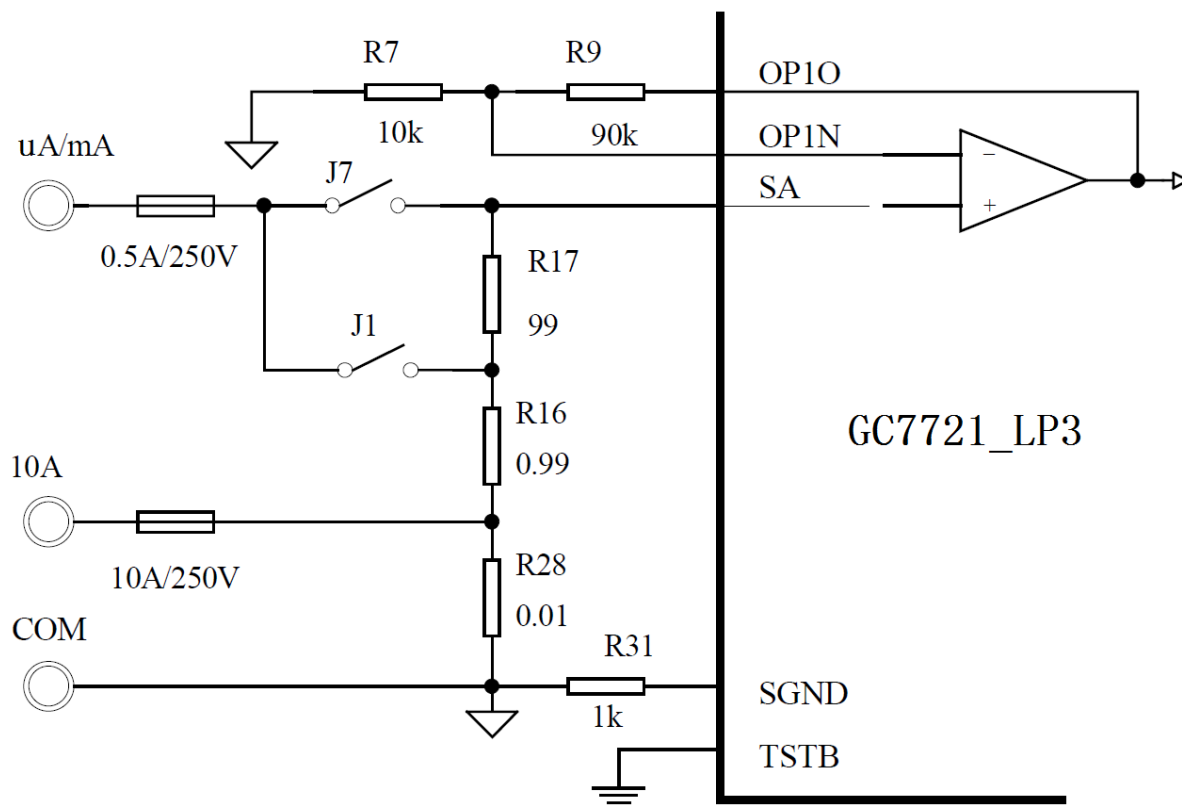 R7
R9
OP1O
10k
90k
OP1N
uA/mA
J7
SA
−
+
0.5A/250V
R17
99
J1
R16
0.99
GC7721_LP3
10A
10A/250V
R28
0.01
COM
R31
1k
SGND
TSTB